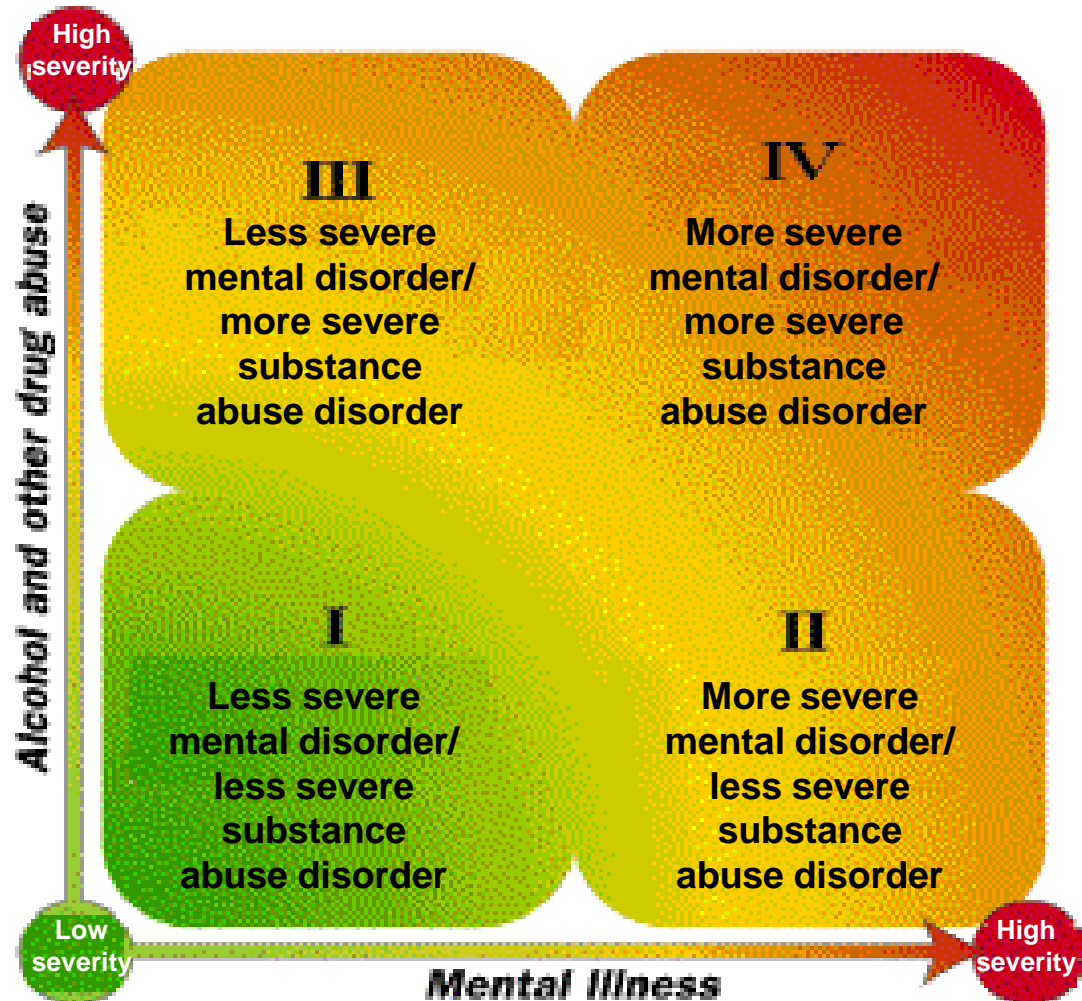 High
severity
Alcohol and other drug abuse
III
Less severe
mental disorder/
more severe
substance
abuse disorder
IV
More severe
mental disorder/
more severe
substance
abuse disorder
I
Less severe
mental disorder/
less severe
substance
abuse disorder
II
More severe
mental disorder/
less severe
substance
abuse disorder
Low
severity
Mental Illness
High
severity